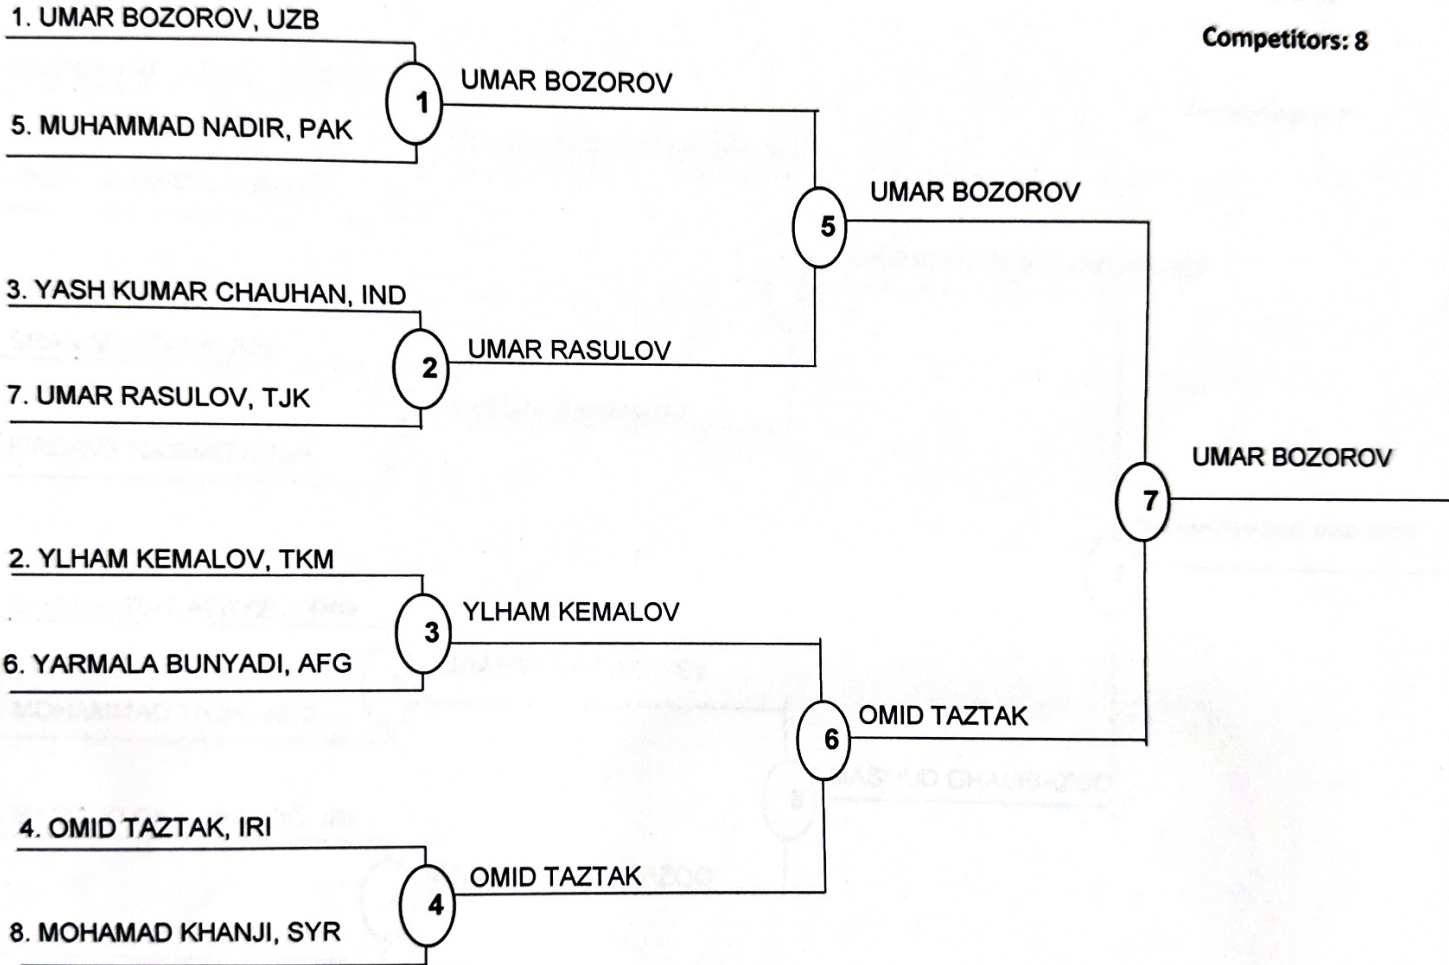 1. UMAR BOZOROV, UZB
Competitors: 8
1
UMAR BOZOROV
5. MUHAMMAD NADIR, PAK
5
UMAR BOZOROV
3. YASH KUMAR CHAUHAN, IND
2
UMAR RASULOV
7. UMAR RASULOV, TJK
7
UMAR BOZOROV
2. YLHAM KEMALOV, TKM
3
YLHAM KEMALOV
6. YARMALA BUNYADI, AFG
6
OMID TAZTAK
4. OMID TAZTAK, IRI
4
OMID TAZTAK
8. MOHAMAD KHANJI, SYR